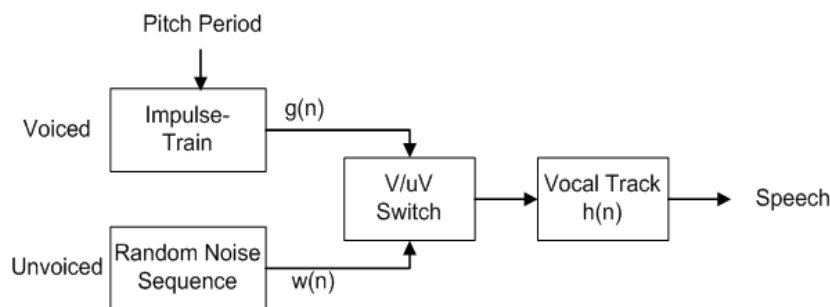 Pitch Period
Voiced
Impulse-
Train
g(n)
V/uV
Switch
Vocal Track
h(n)
Speech
Unvoiced
Random Noise
Sequence
w(n)